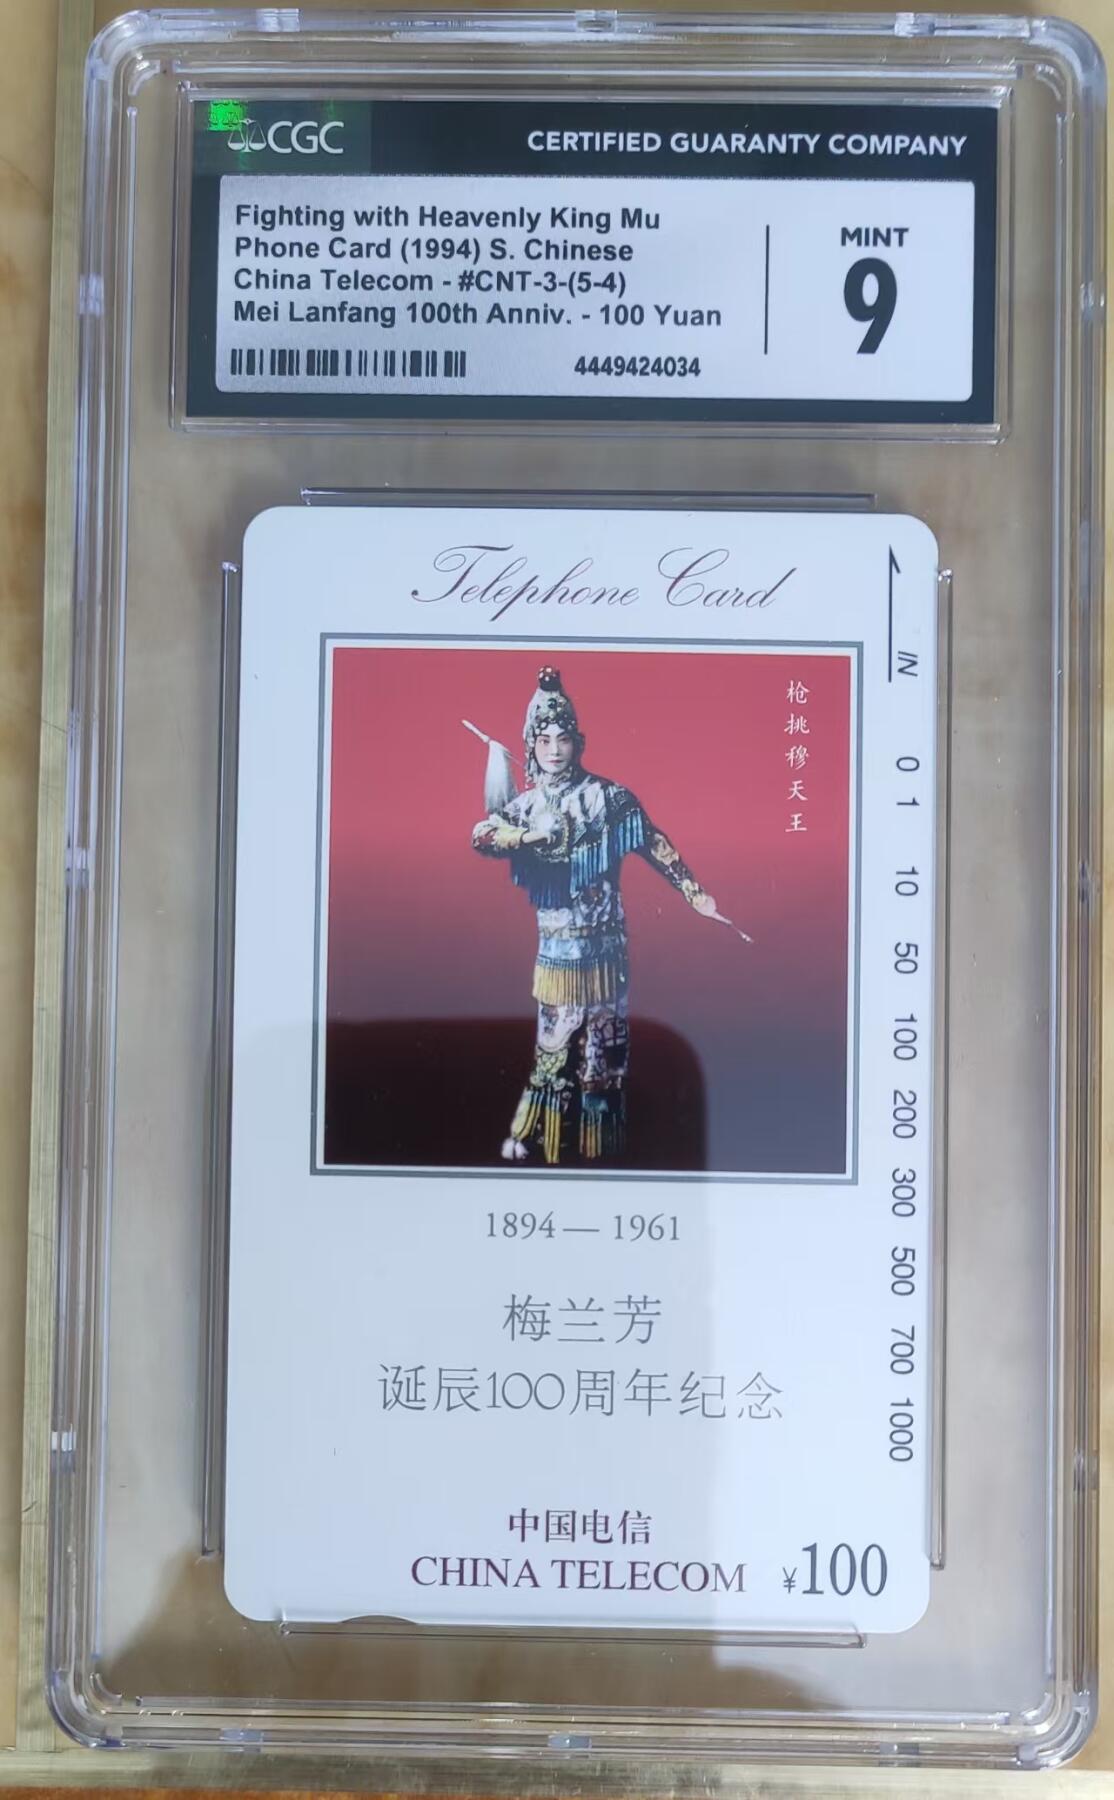 CGC
CERTIFIED GUARANTY COMPANY
Fighting with Heavenly King Mu
Phone Card (1994) S. Chinese
China Telecom - #CNT-3-(5-4)
Mei Lanfang 100th Anniv. - 100 Yuan
4449424034
MINT
9
Telephone Card
枪挑穆天王
IN
0 1 10 50 100 200 300 500 700 1000
1894 — 1961
梅兰芳
诞辰100周年纪念
中国电信
CHINA TELECOM
¥100